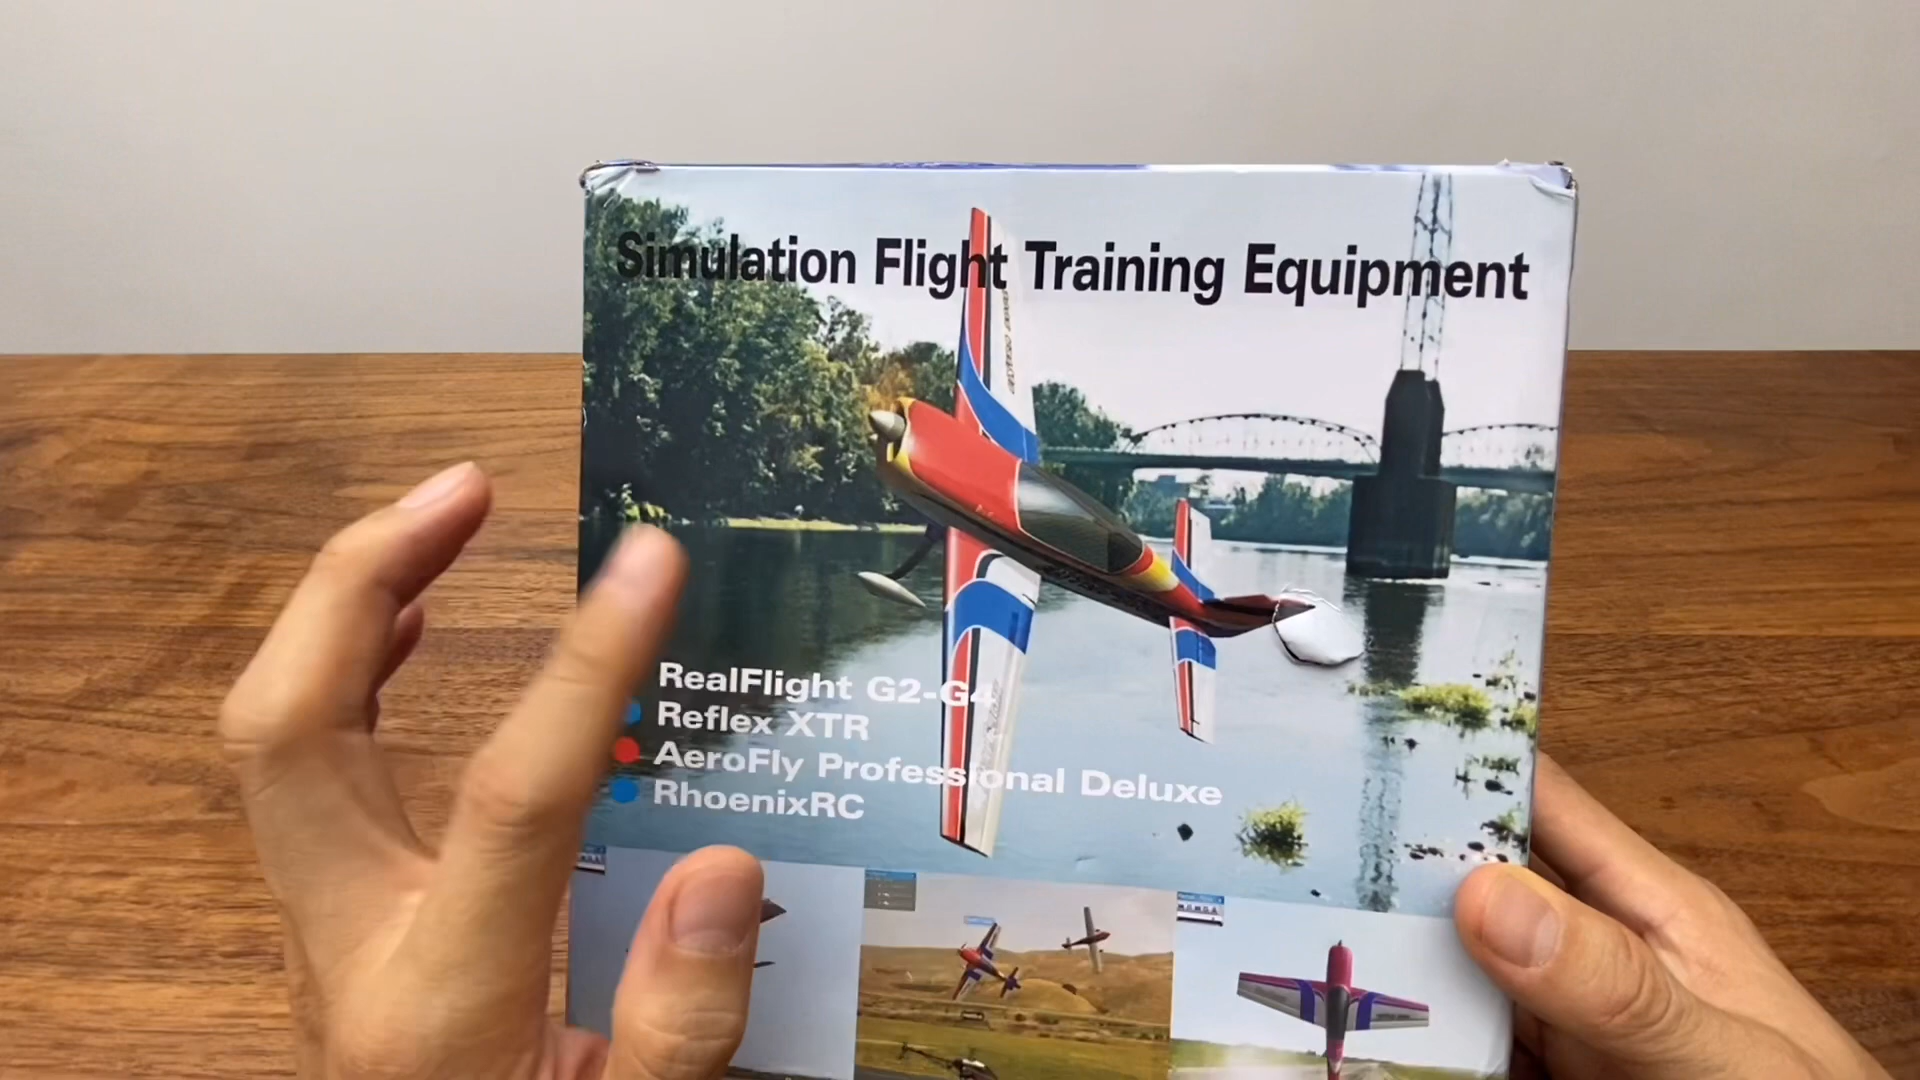 Simulation Flight Training Equipment
RealFlight G2-G4
Reflex XTR
AeroFly Professional Deluxe
RhoenixRC